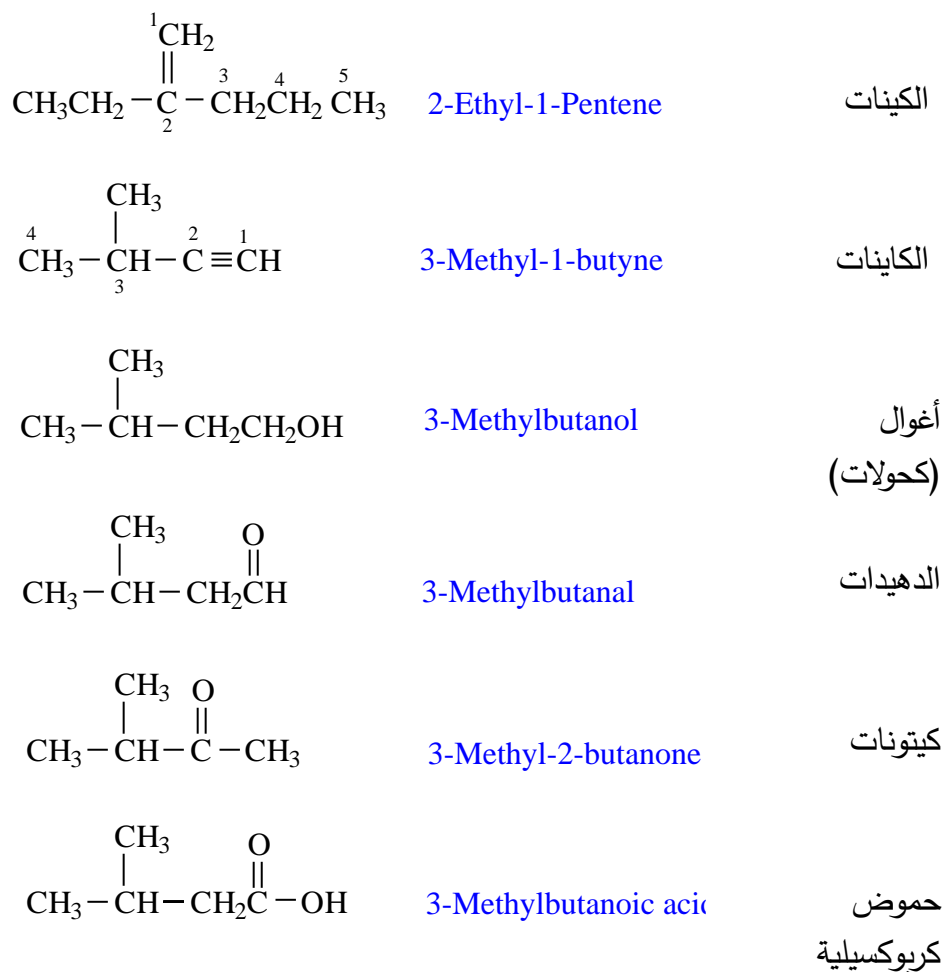 ¹CH₂
||
CH₃CH₂ − C − CH₂CH₂ CH₃ 2-Ethyl-1-Pentene الكينات
2 3 4 5
CH₃
|
CH₃ − CH − C ≡ CH 3-Methyl-1-butyne الكاينات
4 3 2 1
CH₃
|
CH₃ − CH − CH₂CH₂OH 3-Methylbutanol أغوال
(كحولات)
CH₃ O
| ||
CH₃ − CH − CH₂CH 3-Methylbutanal الدهيدات
CH₃ O
| ||
CH₃ − CH − C − CH₃ 3-Methyl-2-butanone كيتونات
CH₃ O
| ||
CH₃ − CH − CH₂C − OH 3-Methylbutanoic aci حموض
كربوكسيلية